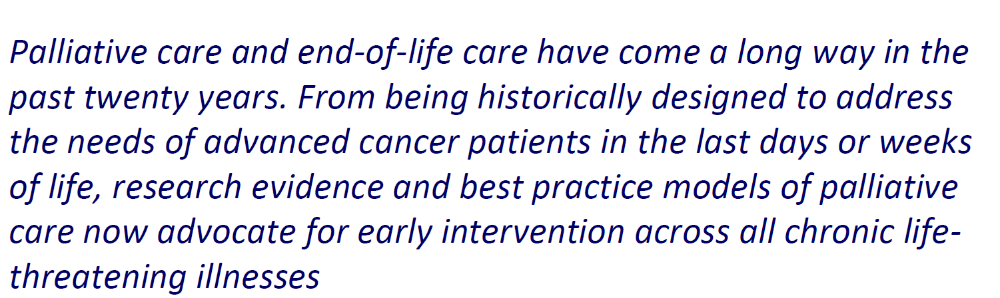 Palliative care and end-of-life care have come a long way in the
past twenty years. From being historically designed to address
the needs of advanced cancer patients in the last days or weeks
of life, research evidence and best practice models of palliative
care now advocate for early intervention across all chronic life-
threatening illnesses